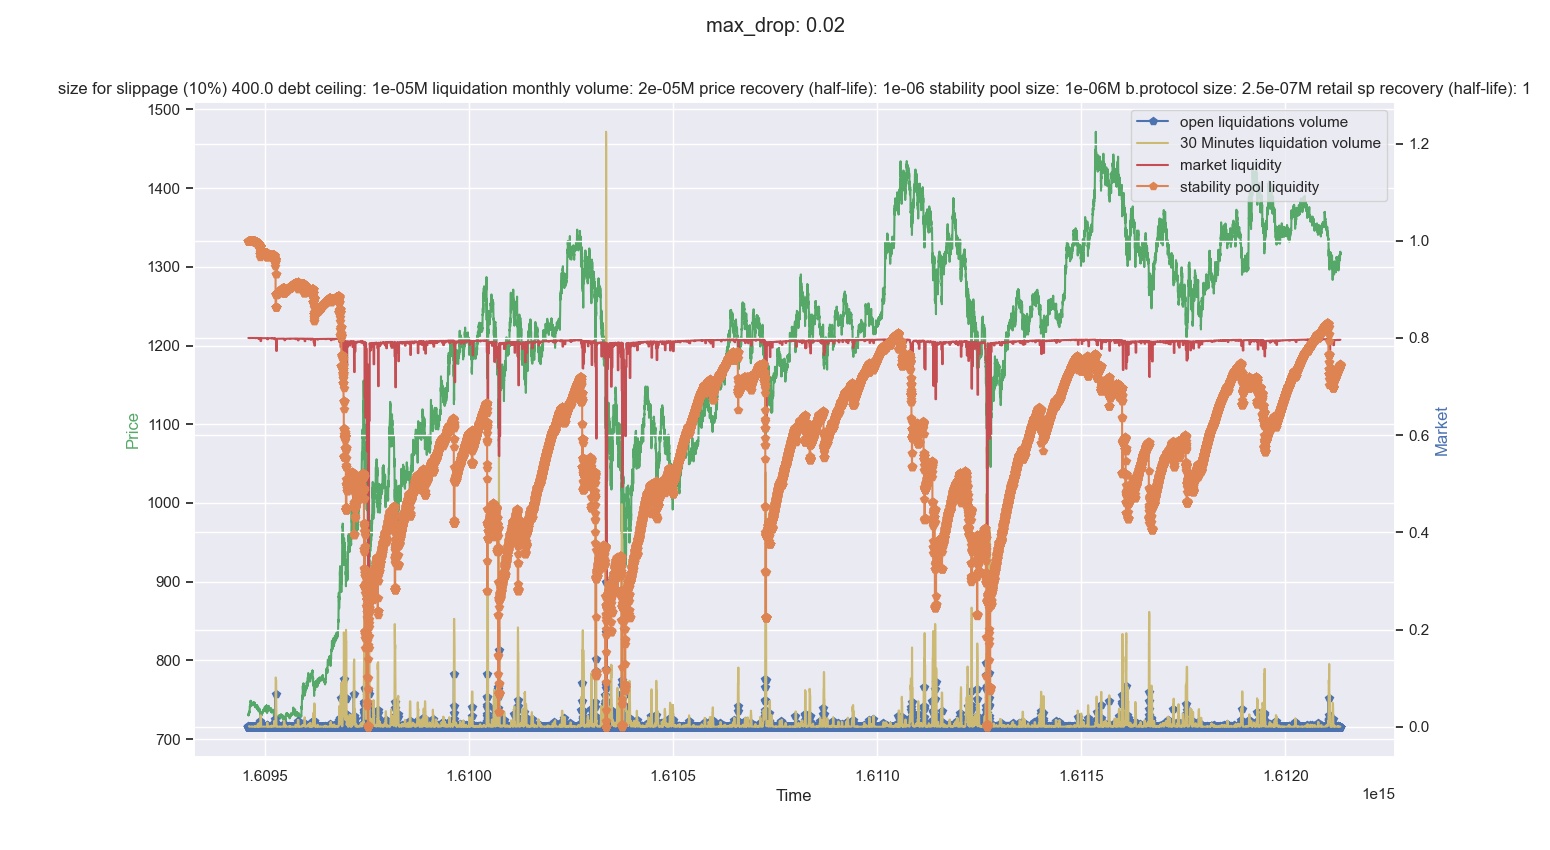 max_drop: 0.02
size for slippage (10%) 400.0 debt ceiling: 1e-05M liquidation monthly volume: 2e-05M price recovery (half-life): 1e-06 stability pool size: 1e-06M b.protocol size: 2.5e-07M retail sp recovery (half-life): 1
open liquidations volume
30 Minutes liquidation volume
market liquidity
stability pool liquidity
1500
1400
1300
1200
1100
1000
900
800
700
Price
1.2
1.0
0.8
0.6
0.4
0.2
0.0
Market
1.6095 1.6100 1.6105 1.6110 1.6115 1.6120
1e15
Time